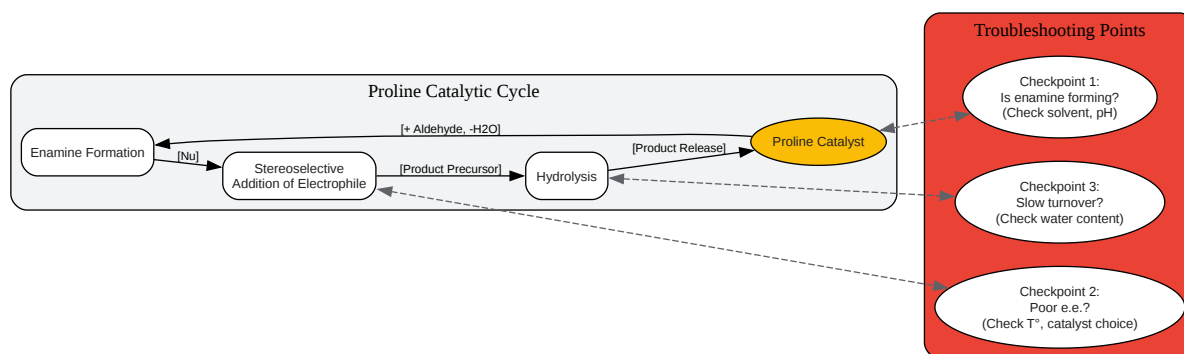 Troubleshooting Points
Proline Catalytic Cycle
Checkpoint 1:
Is enamine forming?
(Check solvent, pH)
[+ Aldehyde, -H2O]
Enamine Formation
[Nu]
Stereoselective
Addition of Electrophile
[Product Precursor]
Hydrolysis
[Product Release]
Proline Catalyst
Checkpoint 3:
Slow turnover?
(Check water content)
Checkpoint 2:
Poor e.e.?
(Check T°, catalyst choice)